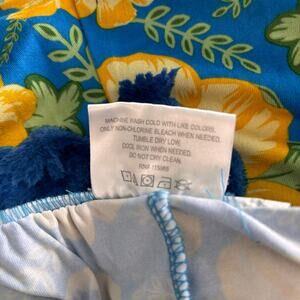 MACHINE WASH COLD WITH LIKE COLORS,
ONLY NON-CHLORINE BLEACH WHEN NEEDED.
TUMBLE DRY LOW.
COOL IRON WHEN NEEDED.
DO NOT DRY CLEAN.
RN#